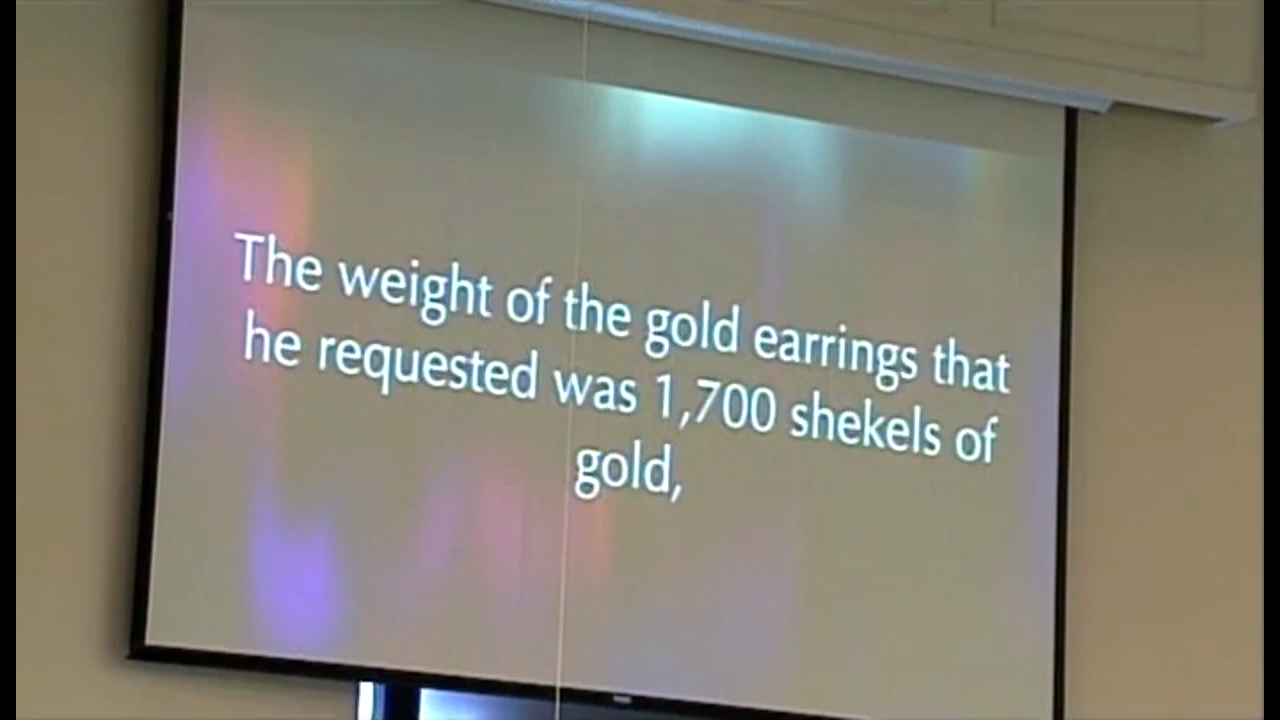 The weight of the gold earrings that
he requested was 1,700 shekels of
gold,